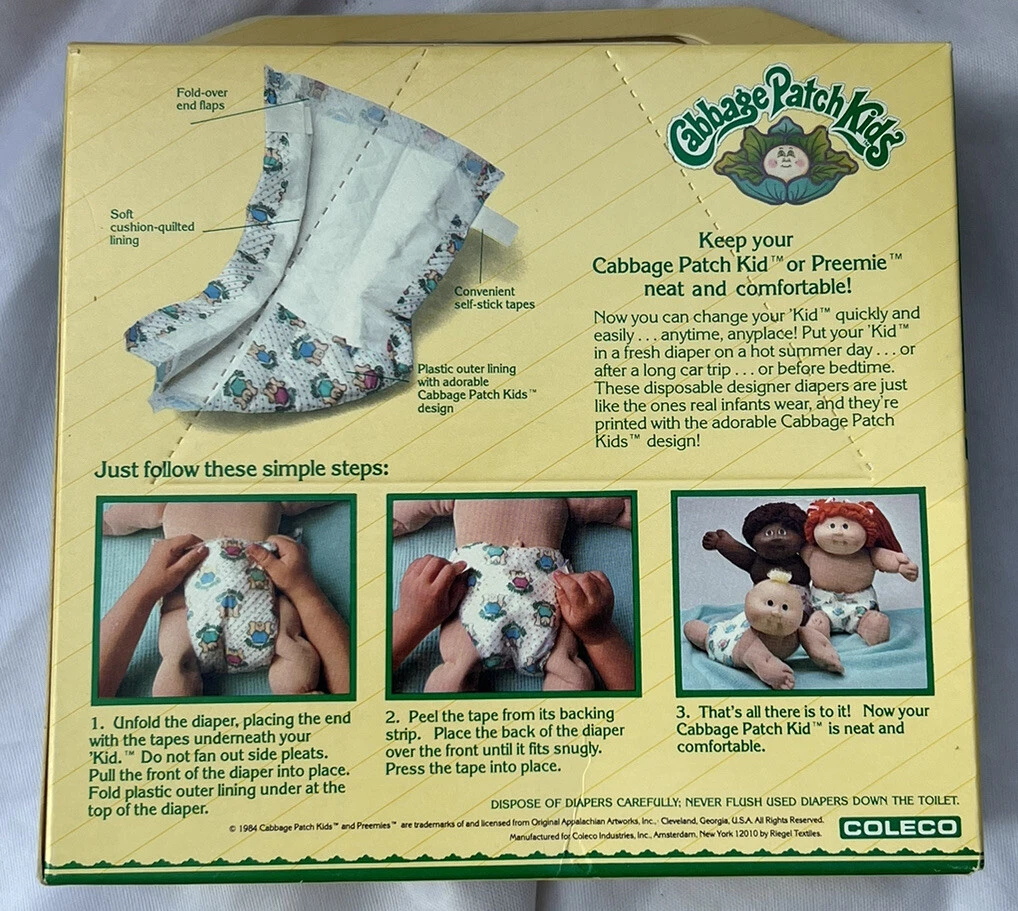 Fold-over
end flaps
Soft
cushion-quilted
lining
Convenient
self-stick tapes
Plastic outer lining
with adorable
Cabbage Patch Kids™
design
Cabbage Patch Kids
Keep your
Cabbage Patch Kid™ or Preemie™
neat and comfortable!
Now you can change your 'Kid™ quickly and
easily . . . anytime, anyplace! Put your 'Kid™
in a fresh diaper on a hot summer day . . . or
after a long car trip . . . or before bedtime.
These disposable designer diapers are just
like the ones real infants wear, and they're
printed with the adorable Cabbage Patch
Kids™ design!
Just follow these simple steps:
1. Unfold the diaper, placing the end
with the tapes underneath your
'Kid.™ Do not fan out side pleats.
Pull the front of the diaper into place.
Fold plastic outer lining under at the
top of the diaper.
2. Peel the tape from its backing
strip. Place the back of the diaper
over the front until it fits snugly.
Press the tape into place.
3. That's all there is to it! Now your
Cabbage Patch Kid™ is neat and
comfortable.
DISPOSE OF DIAPERS CAREFULLY; NEVER FLUSH USED DIAPERS DOWN THE TOILET.
© 1984 Cabbage Patch Kids™ and Preemies™ are trademarks of and licensed from Original Appalachian Artworks, Inc., Cleveland, Georgia, U.S.A. All Rights Reserved.
Manufactured for Coleco Industries, Inc., Amsterdam, New York 12010 by Riegel Textiles.
COLECO